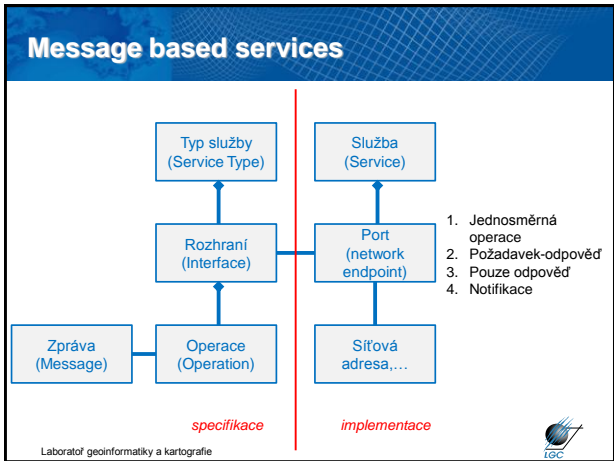 Message based services
Typ služby
(Service Type)
Služba
(Service)
Rozhraní
(Interface)
Port
(network
endpoint)
1. Jednosměrná
operace
2. Požadavek-odpověď
3. Pouze odpověď
4. Notifikace
Zpráva
(Message)
Operace
(Operation)
Síťová
adresa,...
specifikace
implementace
Laboratoř geoinformatiky a kartografie
LGC